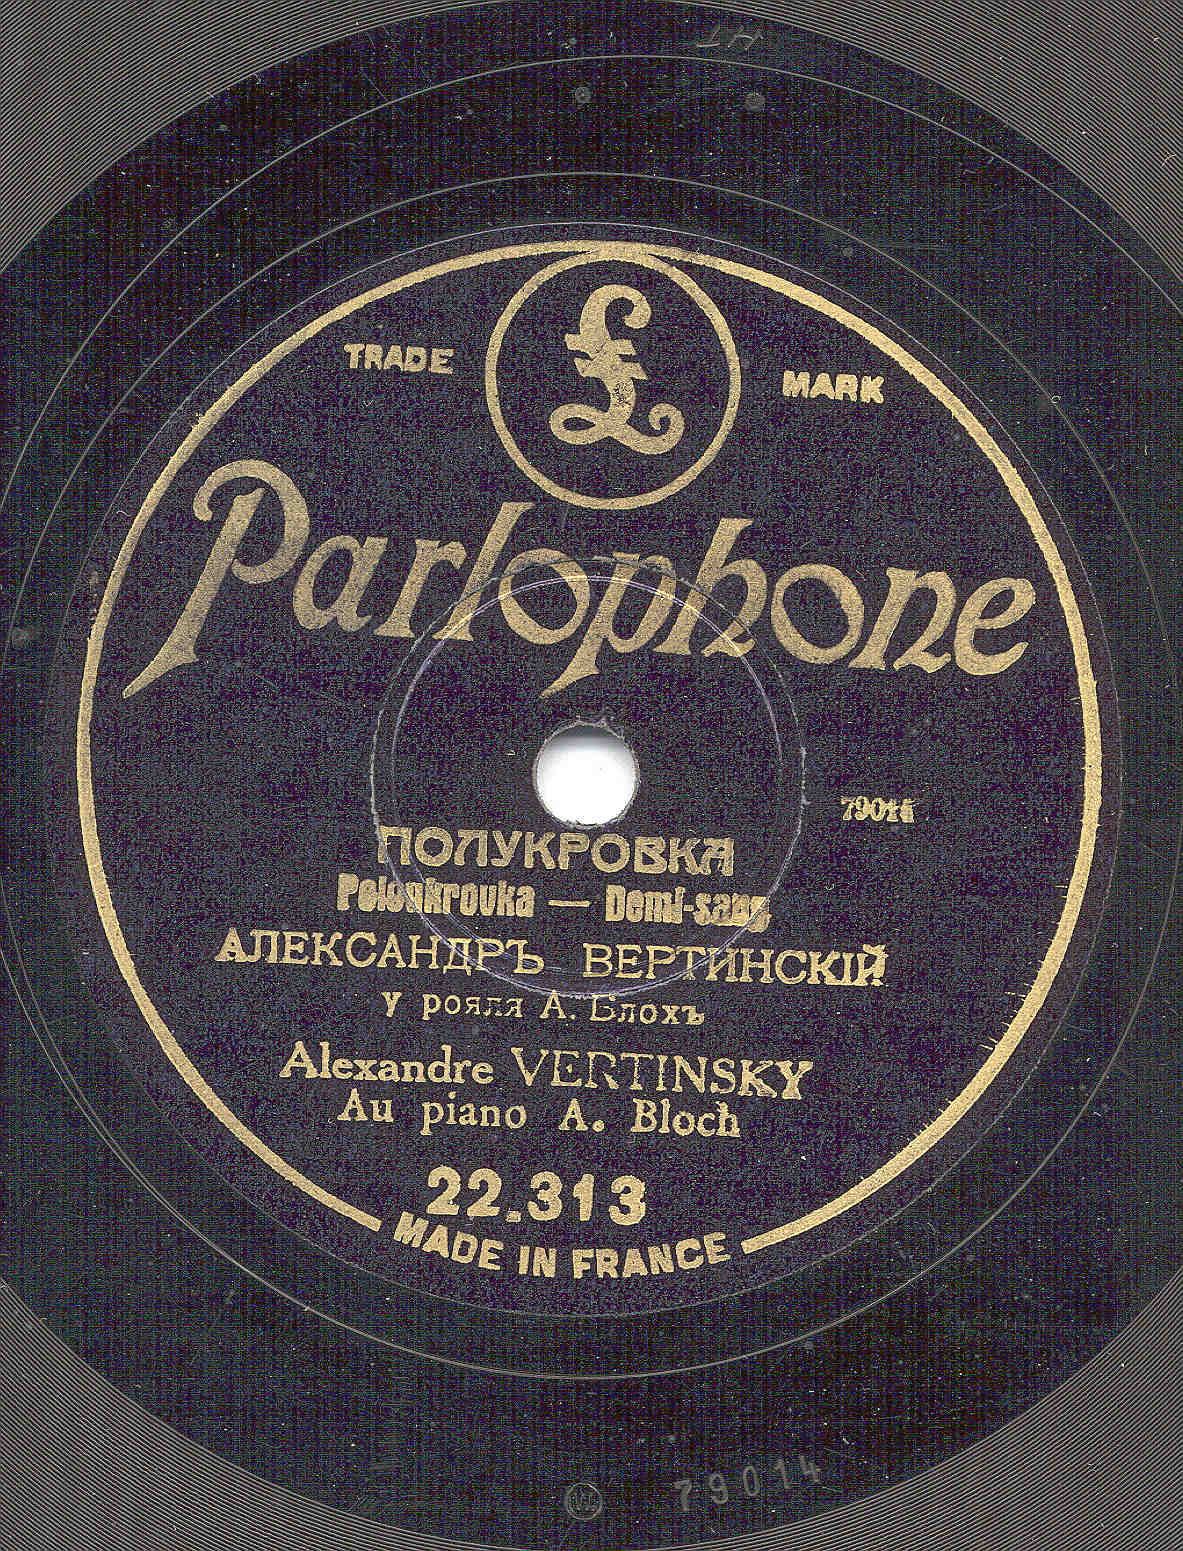 TRADE MARK
£
Parlophone
79014
ПОЛУКРОВКА
Poloukrovka — Demi-sang
АЛЕКСАНДРЪ ВЕРТИНСКІЙ
у рояля А. Блохъ
Alexandre VERTINSKY
Au piano A. Bloch
22.313
MADE IN FRANCE
79014